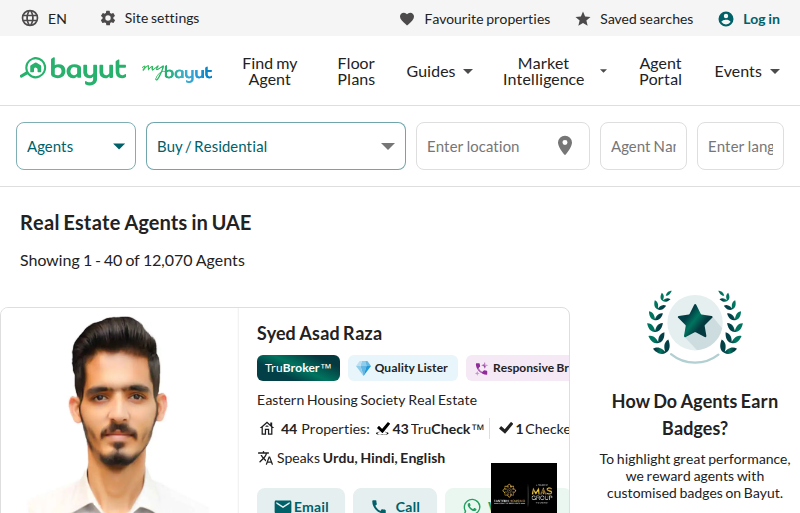 EN Site settings Favourite properties Saved searches Log in
bayut mybayut Find my Agent Floor Plans Guides Market Intelligence Agent Portal Events
Agents Buy / Residential Enter location Agent Nar Enter lang
Real Estate Agents in UAE
Showing 1 - 40 of 12,070 Agents
Syed Asad Raza
TruBroker™ Quality Lister Responsive Br
Eastern Housing Society Real Estate
44 Properties: 43 TruCheck™ 1 Checke
Speaks Urdu, Hindi, English
MAS GROUP
Email Call
How Do Agents Earn
Badges?
To highlight great performance,
we reward agents with
customised badges on Bayut.